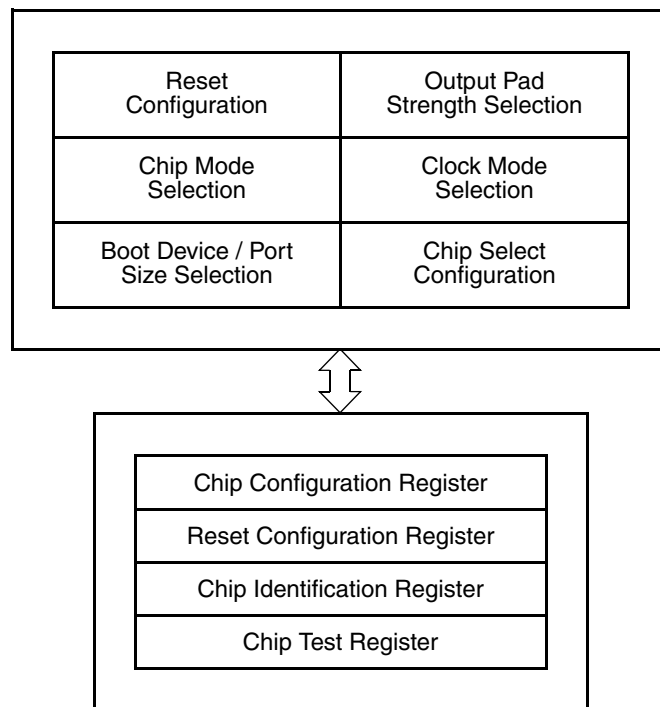 Reset
Configuration
Output Pad
Strength Selection
Chip Mode
Selection
Clock Mode
Selection
Boot Device / Port
Size Selection
Chip Select
Configuration
Chip Configuration Register
Reset Configuration Register
Chip Identification Register
Chip Test Register